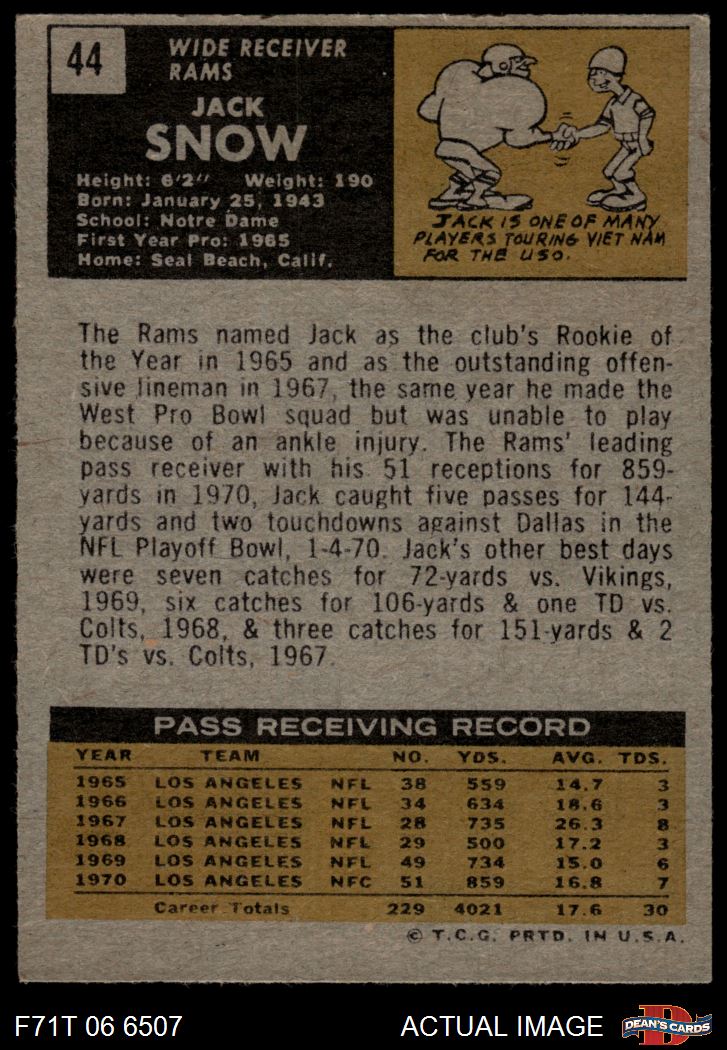 44
WIDE RECEIVER
RAMS
JACK
SNOW
Height: 6'2" Weight: 190
Born: January 25, 1943
School: Notre Dame
First Year Pro: 1965
Home: Seal Beach, Calif.
JACK IS ONE OF MANY
PLAYERS TOURING VIET NAM
FOR THE USO.
The Rams named Jack as the club's Rookie of
the Year in 1965 and as the outstanding offen-
sive lineman in 1967, the same year he made the
West Pro Bowl squad but was unable to play
because of an ankle injury. The Rams' leading
pass receiver with his 51 receptions for 859-
yards in 1970, Jack caught five passes for 144-
yards and two touchdowns against Dallas in the
NFL Playoff Bowl, 1-4-70. Jack's other best days
were seven catches for 72-yards vs. Vikings,
1969, six catches for 106-yards & one TD vs.
Colts, 1968, & three catches for 151-yards & 2
TD's vs. Colts, 1967.
PASS RECEIVING RECORD
YEAR TEAM NO. YDS. AVG. TDS.
1965 LOS ANGELES NFL 38 559 14.7 3
1966 LOS ANGELES NFL 34 634 18.6 3
1967 LOS ANGELES NFL 28 735 26.3 8
1968 LOS ANGELES NFL 29 500 17.2 3
1969 LOS ANGELES NFL 49 734 15.0 6
1970 LOS ANGELES NFC 51 859 16.8 7
Career Totals 229 4021 17.6 30
© T.C.G. PRTD. IN U.S.A.
F71T 06 6507 ACTUAL IMAGE D DEAN'S CARDS